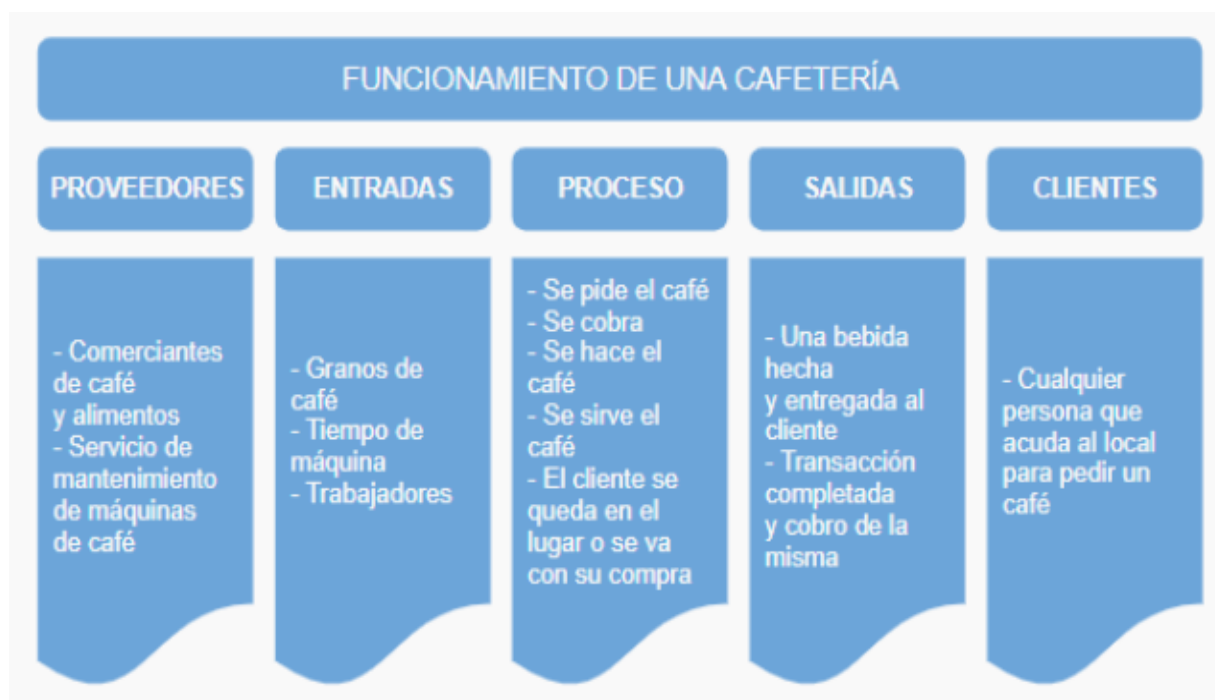 FUNCIONAMIENTO DE UNA CAFETERÍA
PROVEEDORES
ENTRADAS
PROCESO
SALIDAS
CLIENTES
- Comerciantes
de café
y alimentos
- Servicio de
mantenimiento
de máquinas
de café
- Granos de
café
- Tiempo de
máquina
- Trabajadores
- Se pide el café
- Se cobra
- Se hace el
café
- Se sirve el
café
- El cliente se
queda en el
lugar o se va
con su compra
- Una bebida
hecha
y entregada al
cliente
- Transacción
completada
y cobro de la
misma
- Cualquier
persona que
acuda al local
para pedir un
café